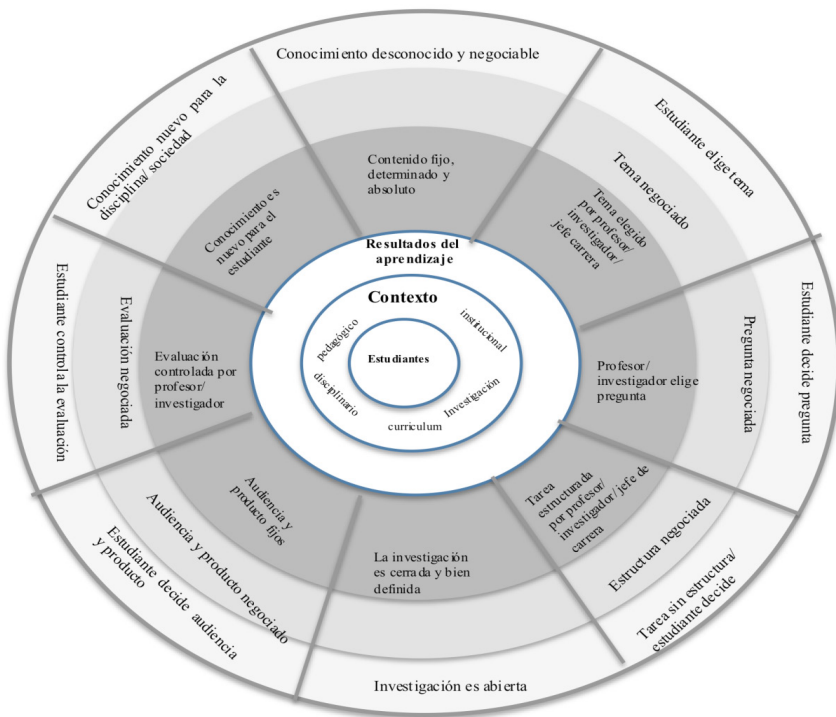 Conocimiento desconocido y negociable
Contenido fijo,
determinado y
absoluto
Estudiante elige tema
Tema negociado
Tema elegido
por profesor/
investigador/
jefe carrera
Estudiante decide pregunta
Pregunta negociada
Profesor/
investigador elige
pregunta
Tarea sin estructura/
estudiante decide
Estructura negociada
Tarea
estructurada
por profesor/
investigador/ jefe de
carrera
Investigación es abierta
La investigación
es cerrada y bien
definida
Estudiante decide audiencia
y producto
Audiencia y producto negociado
Audiencia y
producto fijos
Estudiante controla la evaluación
Evaluación negociada
Evaluación
controlada por
profesor/
investigador
Conocimiento nuevo para la
disciplina/ sociedad
Conocimiento es
nuevo para el
estudiante
Resultados del
aprendizaje
Contexto
pedagógico
institucional
Estudiantes
disciplinario
Investigación
curriculum